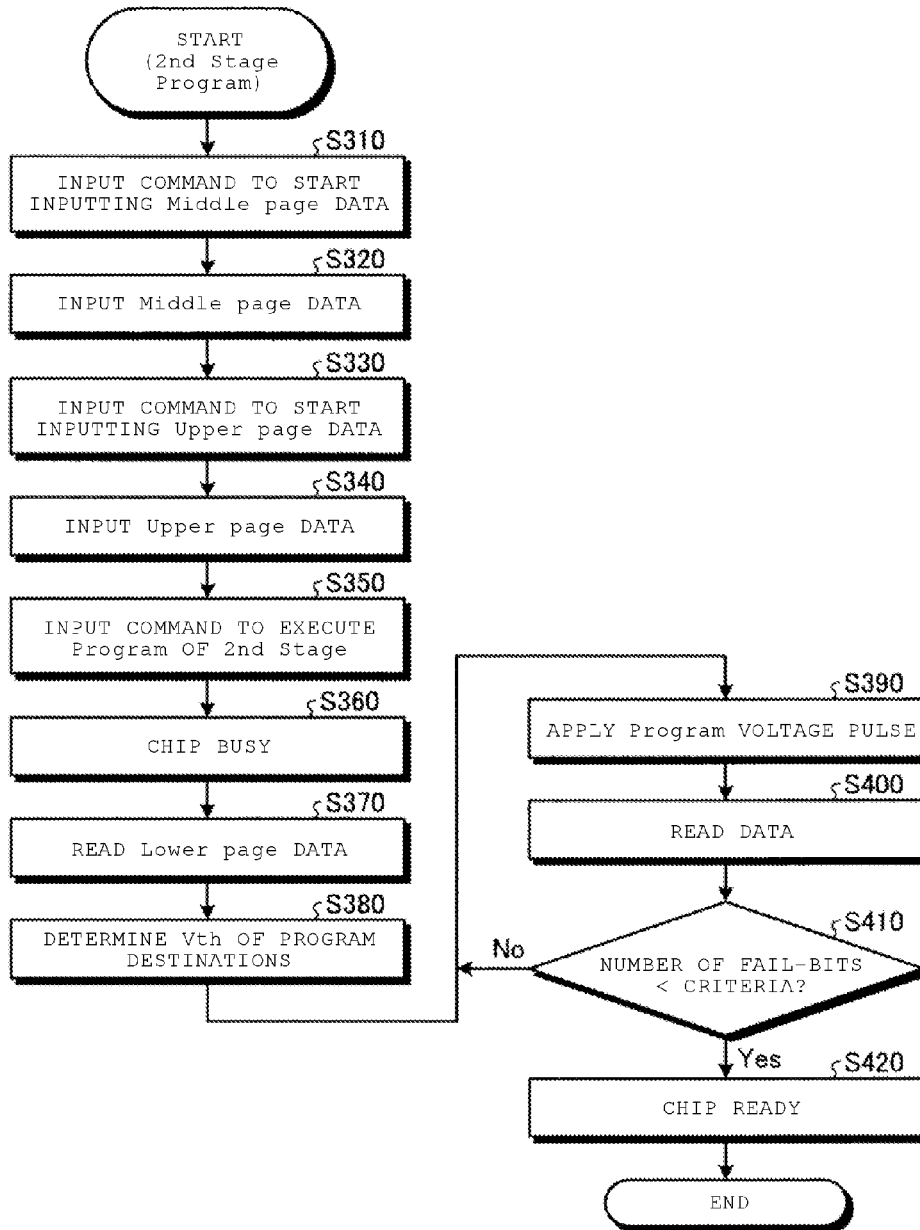 START
(2nd Stage
Program)
S310
INPUT COMMAND TO START
INPUTTING Middle page DATA
S320
INPUT Middle page DATA
S330
INPUT COMMAND TO START
INPUTTING Upper page DATA
S340
INPUT Upper page DATA
S350
INPUT COMMAND TO EXECUTE
Program OF 2nd Stage
S360
CHIP BUSY
S370
READ Lower page DATA
S380
DETERMINE Vth OF PROGRAM
DESTINATIONS
S390
APPLY Program VOLTAGE PULSE
S400
READ DATA
S410
No
NUMBER OF FAIL-BITS
< CRITERIA?
Yes
S420
CHIP READY
END